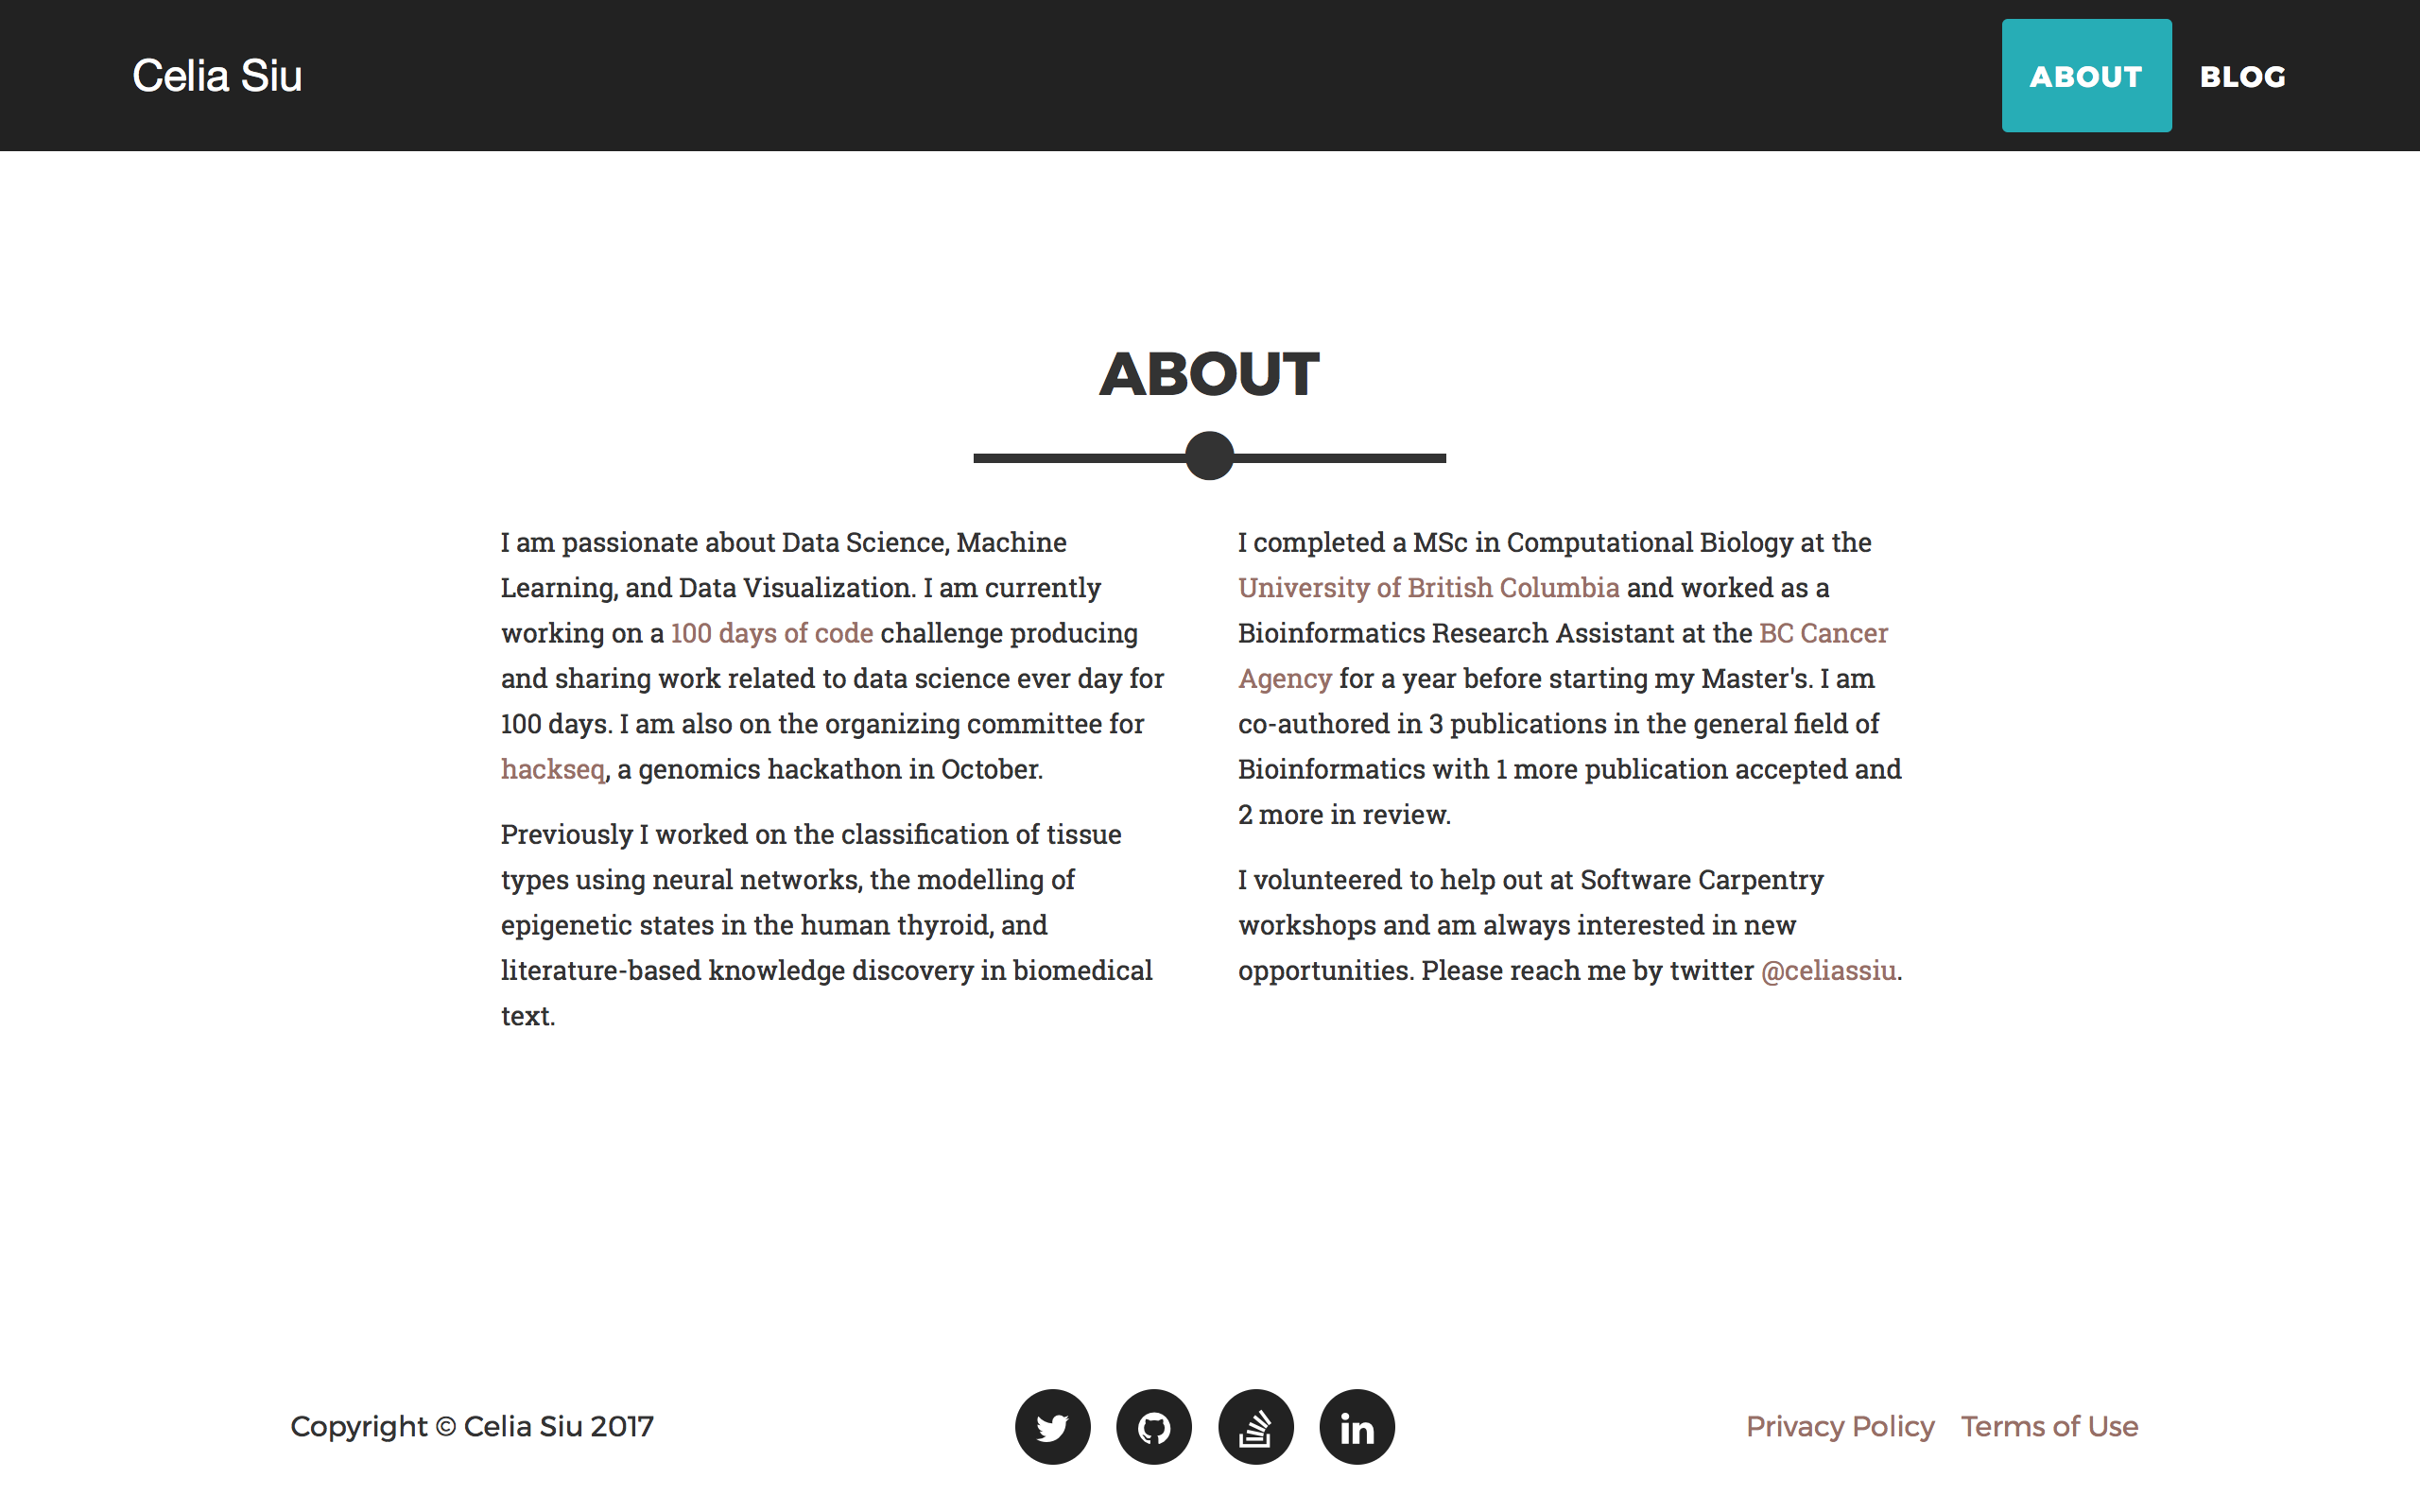 Celia Siu
ABOUT
BLOG
ABOUT
I am passionate about Data Science, Machine
Learning, and Data Visualization. I am currently
working on a 100 days of code challenge producing
and sharing work related to data science ever day for
100 days. I am also on the organizing committee for
hackseq, a genomics hackathon in October.
Previously I worked on the classification of tissue
types using neural networks, the modelling of
epigenetic states in the human thyroid, and
literature-based knowledge discovery in biomedical
text.
I completed a MSc in Computational Biology at the
University of British Columbia and worked as a
Bioinformatics Research Assistant at the BC Cancer
Agency for a year before starting my Master's. I am
co-authored in 3 publications in the general field of
Bioinformatics with 1 more publication accepted and
2 more in review.
I volunteered to help out at Software Carpentry
workshops and am always interested in new
opportunities. Please reach me by twitter @celiassiu.
Copyright © Celia Siu 2017
in
Privacy Policy
Terms of Use